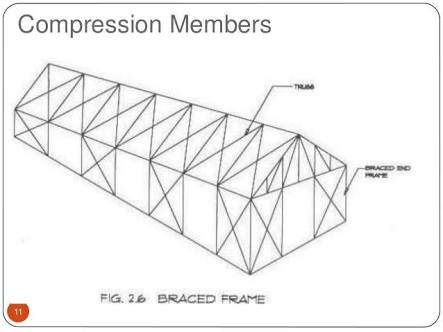 Compression Members
TRUSS
BRACED END
FRAME
FIG. 2.6 BRACED FRAME
11